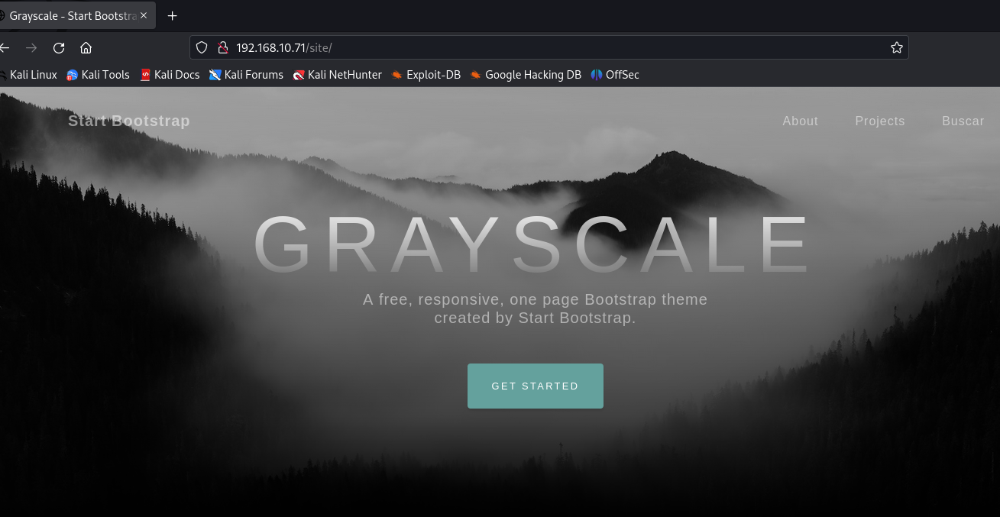 Grayscale - Start Bootstra
192.168.10.71/site/
Kali Linux Kali Tools Kali Docs Kali Forums Kali NetHunter Exploit-DB Google Hacking DB OffSec
Start Bootstrap About Projects Buscar
GRAYSCALE
A free, responsive, one page Bootstrap theme
created by Start Bootstrap.
GET STARTED